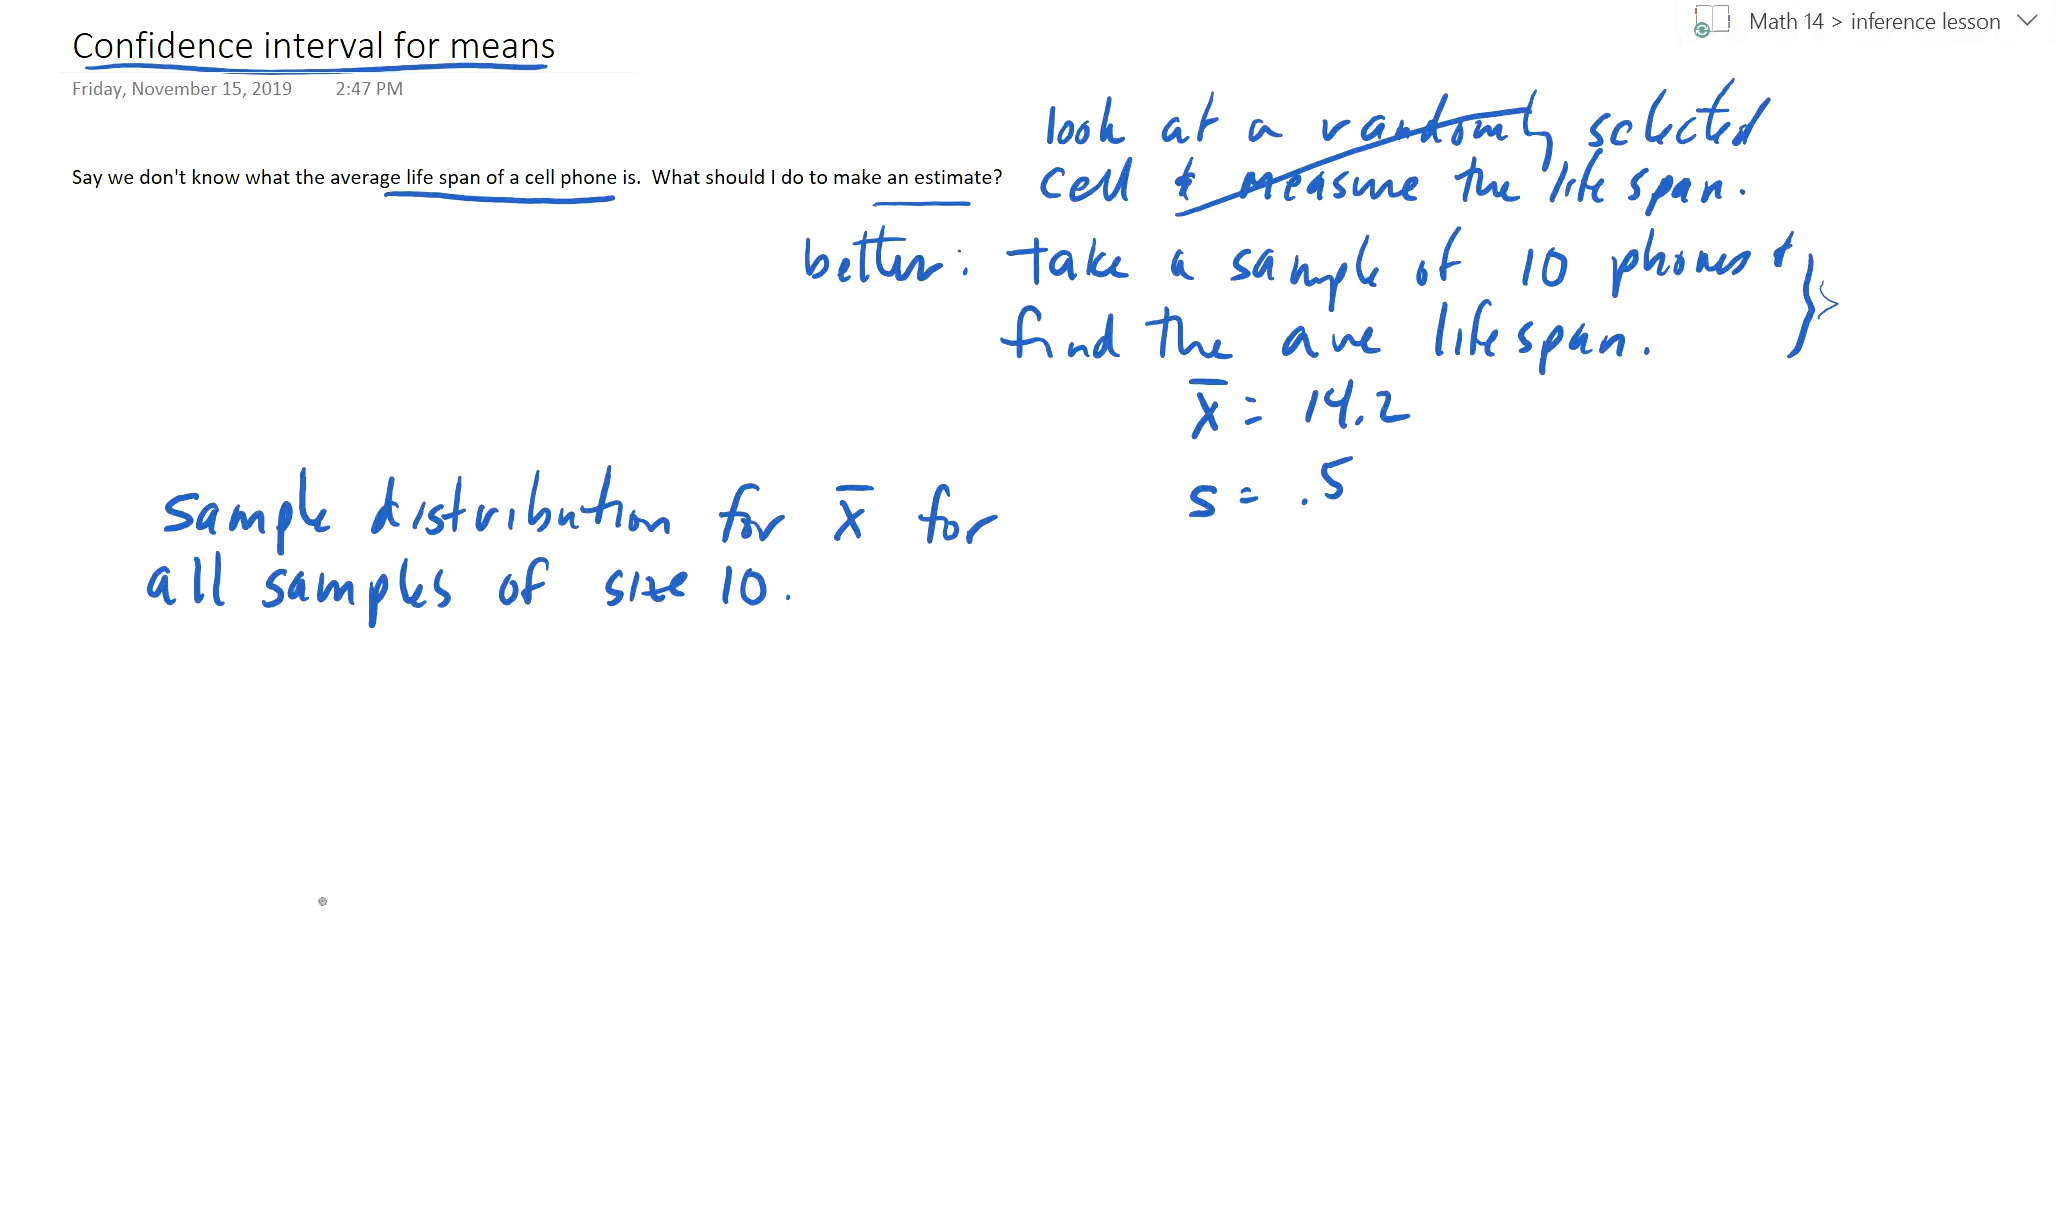 Math 14 > inference lesson
Confidence interval for means
Friday, November 15, 2019 2:47 PM
look at a randomly selected
Say we don't know what the average life span of a cell phone is. What should I do to make an estimate?
cell & measure the life span.
better: take a sample of 10 phones &
find the ave lifespan.
x̄ = 14.2
s = .5
sample distribution for x̄ for
all samples of size 10.